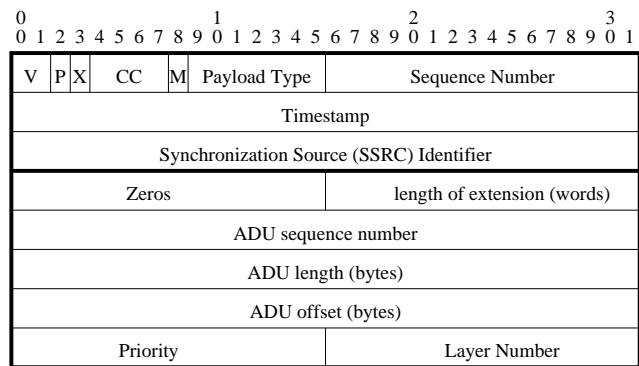 0 1 2 3
0 1 2 3 4 5 6 7 8 9 0 1 2 3 4 5 6 7 8 9 0 1 2 3 4 5 6 7 8 9 0 1
V P X CC M Payload Type Sequence Number
Timestamp
Synchronization Source (SSRC) Identifier
Zeros length of extension (words)
ADU sequence number
ADU length (bytes)
ADU offset (bytes)
Priority Layer Number